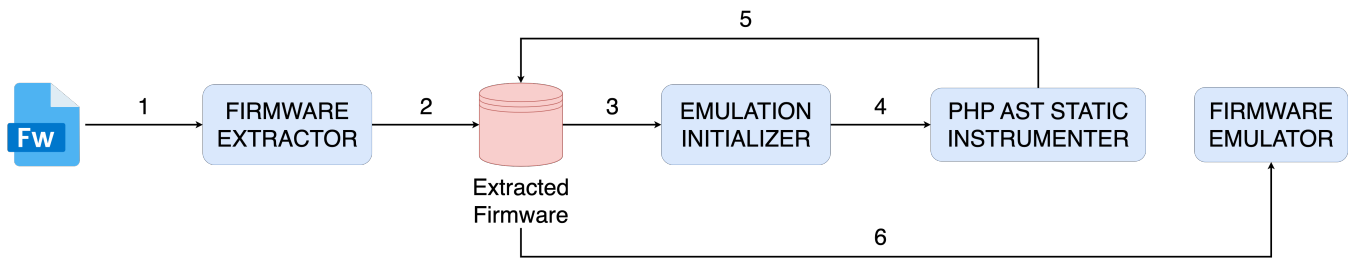 5
1
2
3
4
Fw
FIRMWARE
EXTRACTOR
EMULATION
INITIALIZER
PHP AST STATIC
INSTRUMENTER
FIRMWARE
EMULATOR
Extracted
Firmware
6